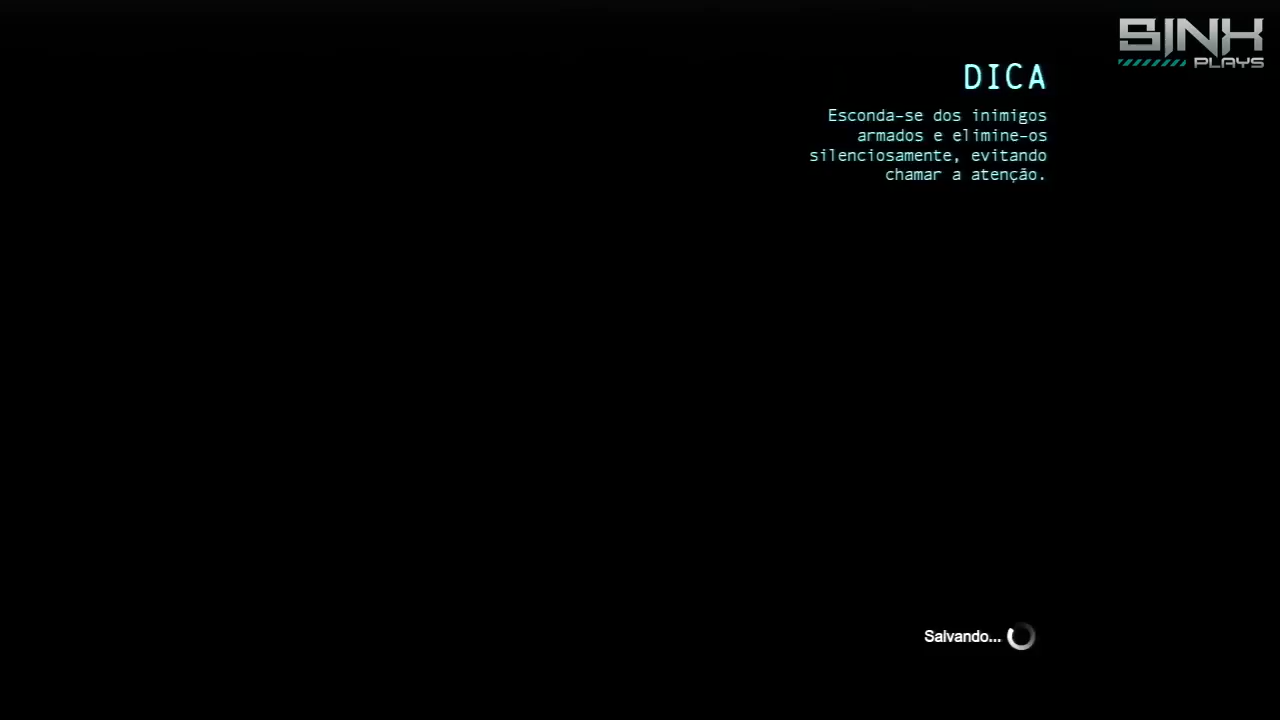 SINX
PLAYS
DICA
Esconda-se dos inimigos
armados e elimine-os
silenciosamente, evitando
chamar a atenção.
Salvando...